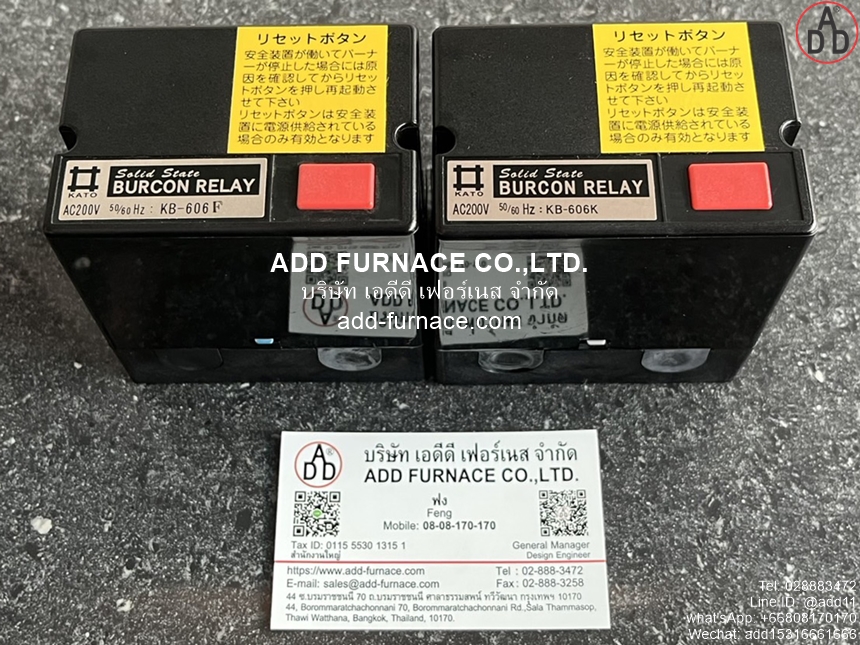 リセットボタン
安全装置が働いてバーナ
ーが停止した場合には原
因を確認してからリセッ
トボタンを押し再起動さ
せて下さい
リセットボタンは安全装
置に電源供給されている
場合のみ有効となります
KATO
Solid State
BURCON RELAY
AC200V 50/60 Hz : KB-606F
リセットボタン
安全装置が働いてバーナ
ーが停止した場合には原
因を確認してからリセッ
トボタンを押し再起動さ
せて下さい
リセットボタンは安全装
置に電源供給されている
場合のみ有効となります
KATO
Solid State
BURCON RELAY
AC200V 50/60 Hz : KB-606K
ADD®
ADD FURNACE CO.,LTD.
บริษัท เอดีดี เฟอร์เนส จำกัด
add-furnace.com
ADD®
บริษัท เอดีดี เฟอร์เนส จำกัด
ADD FURNACE CO.,LTD.
ฟง
Feng
Mobile: 08-08-170-170
Tax ID: 0115 5530 1315 1
สำนักงานใหญ่
General Manager
Design Engineer
https://www.add-furnace.com
E-mail: sales@add-furnace.com
Tel : 02-888-3472
Fax : 02-888-3258
44 ซ.บรมราชชนนี 70 ถ.บรมราชชนนี ศาลาธรรมสพน์ ทวีวัฒนา กรุงเทพฯ 10170
44, Borommaratchachonnani 70, Borommaratchachonnani Rd.,Sala Thammasop,
Thawi Watthana, Bangkok, Thailand, 10170.
Tel: 028883472
Line ID: @add11
What'sApp: +66808170170
Wechat: add15316661666